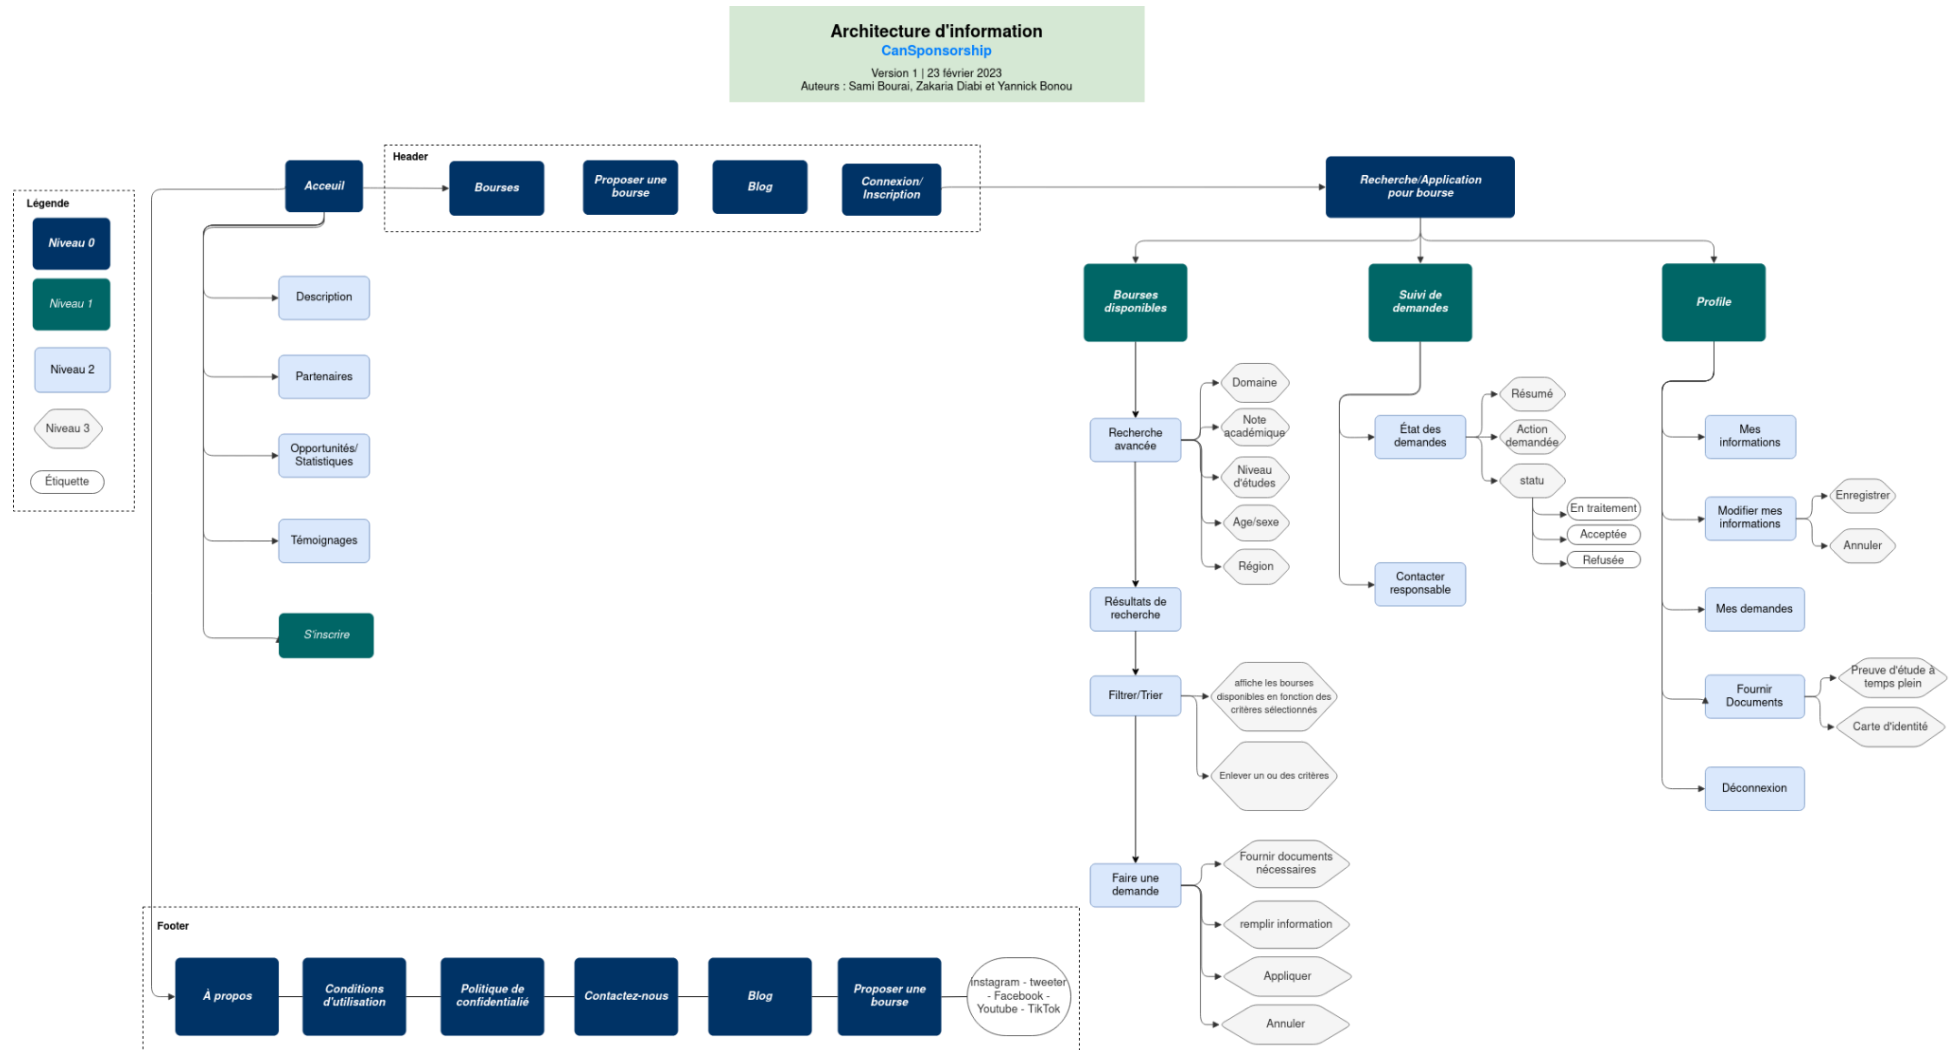 Architecture d'information
CanSponsorship
Version 1 | 23 février 2023
Auteurs : Sami Bourai, Zakaria Diabi et Yannick Bonou
Légende
Niveau 0
Niveau 1
Niveau 2
Niveau 3
Étiquette
Acceuil
Header
Bourses
Proposer une
bourse
Blog
Connexion/
Inscription
Recherche/Application
pour bourse
Description
Partenaires
Opportunités/
Statistiques
Témoignages
S'inscrire
Bourses
disponibles
Recherche
avancée
Domaine
Note
académique
Niveau
d'études
Age/sexe
Région
Résultats de
recherche
Filtrer/Trier
affiche les bourses
disponibles en fonction des
critères sélectionnés
Enlever un ou des critères
Faire une
demande
Fournir documents
nécessaires
remplir information
Appliquer
Annuler
Suivi de
demandes
État des
demandes
Résumé
Action
demandée
statu
En traitement
Acceptée
Refusée
Contacter
responsable
Profile
Mes
informations
Modifier mes
informations
Enregistrer
Annuler
Mes demandes
Fournir
Documents
Preuve d'étude à
temps plein
Carte d'identité
Déconnexion
Footer
À propos
Conditions
d'utilisation
Politique de
confidentialié
Contactez-nous
Blog
Proposer une
bourse
Instagram - tweeter
- Facebook -
Youtube - TikTok